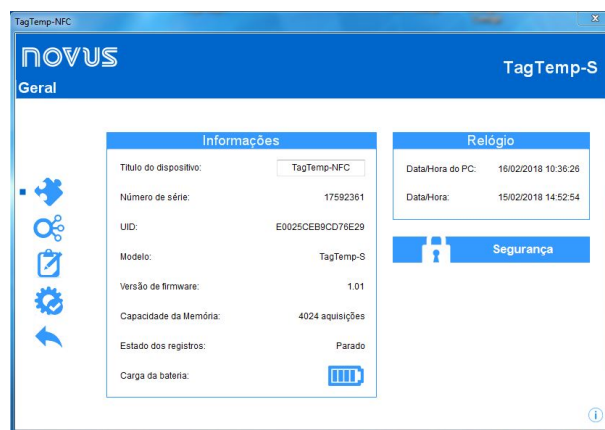 TagTemp-NFC
NOVUS
TagTemp-S
Geral
Informações
Título do dispositivo: TagTemp-NFC
Número de série: 17592361
UID: E0025CEB9CD76E29
Modelo: TagTemp-S
Versão de firmware: 1.01
Capacidade da Memória: 4024 aquisições
Estado dos registros: Parado
Carga da bateria:
Relógio
Data/Hora do PC: 16/02/2018 10:36:26
Data/Hora: 15/02/2018 14:52:54
Segurança